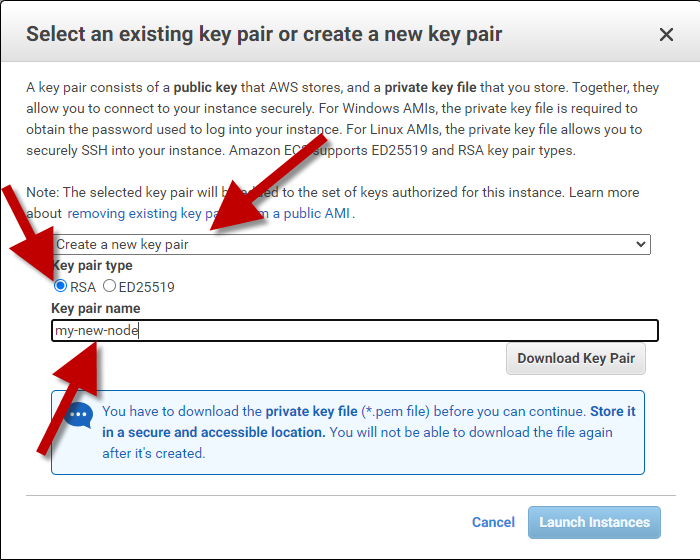 Select an existing key pair or create a new key pair
A key pair consists of a public key that AWS stores, and a private key file that you store. Together, they
allow you to connect to your instance securely. For Windows AMIs, the private key file is required to
obtain the password used to log into your instance. For Linux AMIs, the private key file allows you to
securely SSH into your instance. Amazon EC2 supports ED25519 and RSA key pair types.
Note: The selected key pair will be added to the set of keys authorized for this instance. Learn more
about removing existing key pairs from a public AMI.
Create a new key pair
Key pair type
RSA ED25519
Key pair name
my-new-node
Download Key Pair
You have to download the private key file (*.pem file) before you can continue. Store it
in a secure and accessible location. You will not be able to download the file again
after it's created.
Cancel Launch Instances